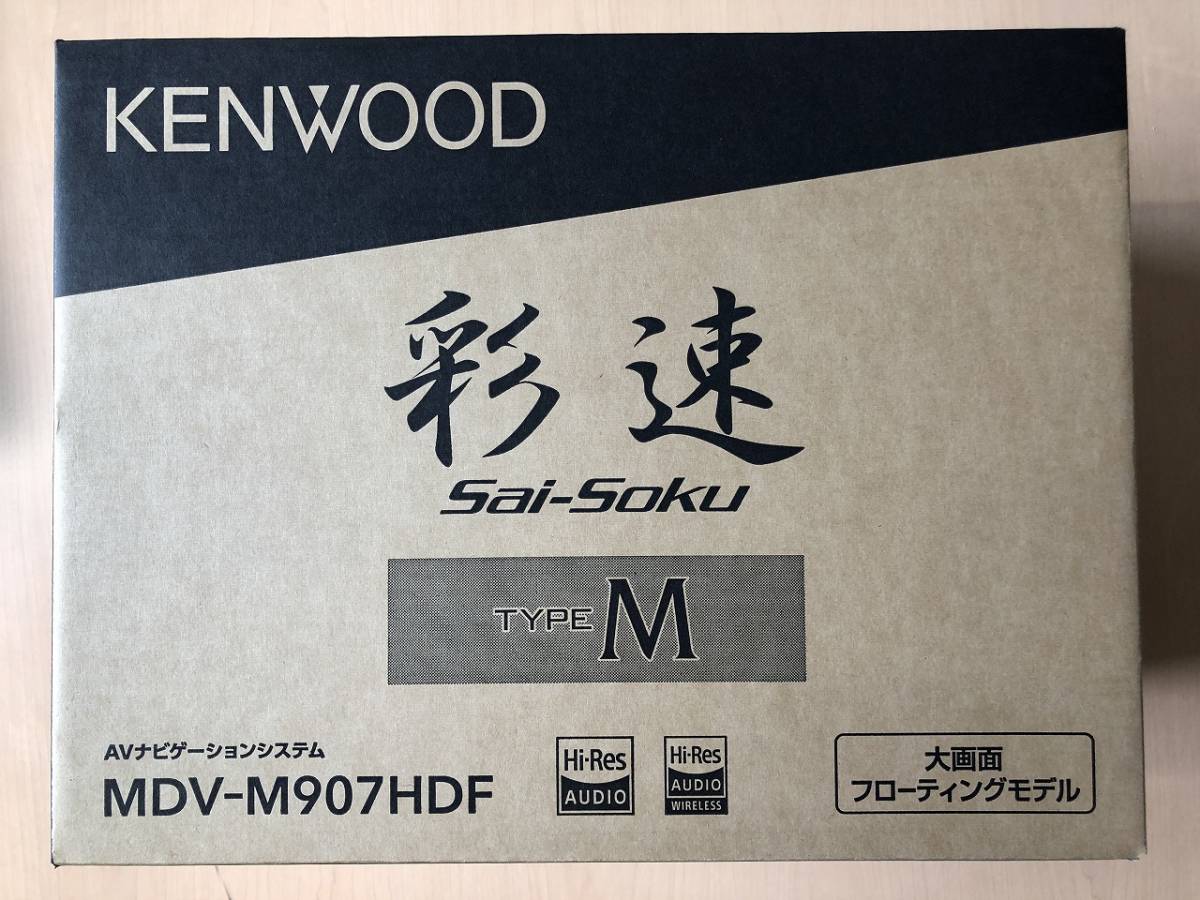 KENWOOD
彩速
Sai-Soku
TYPE M
AVナビゲーションシステム
MDV-M907HDF
Hi-Res
AUDIO
Hi-Res
AUDIO
WIRELESS
大画面
フローティングモデル